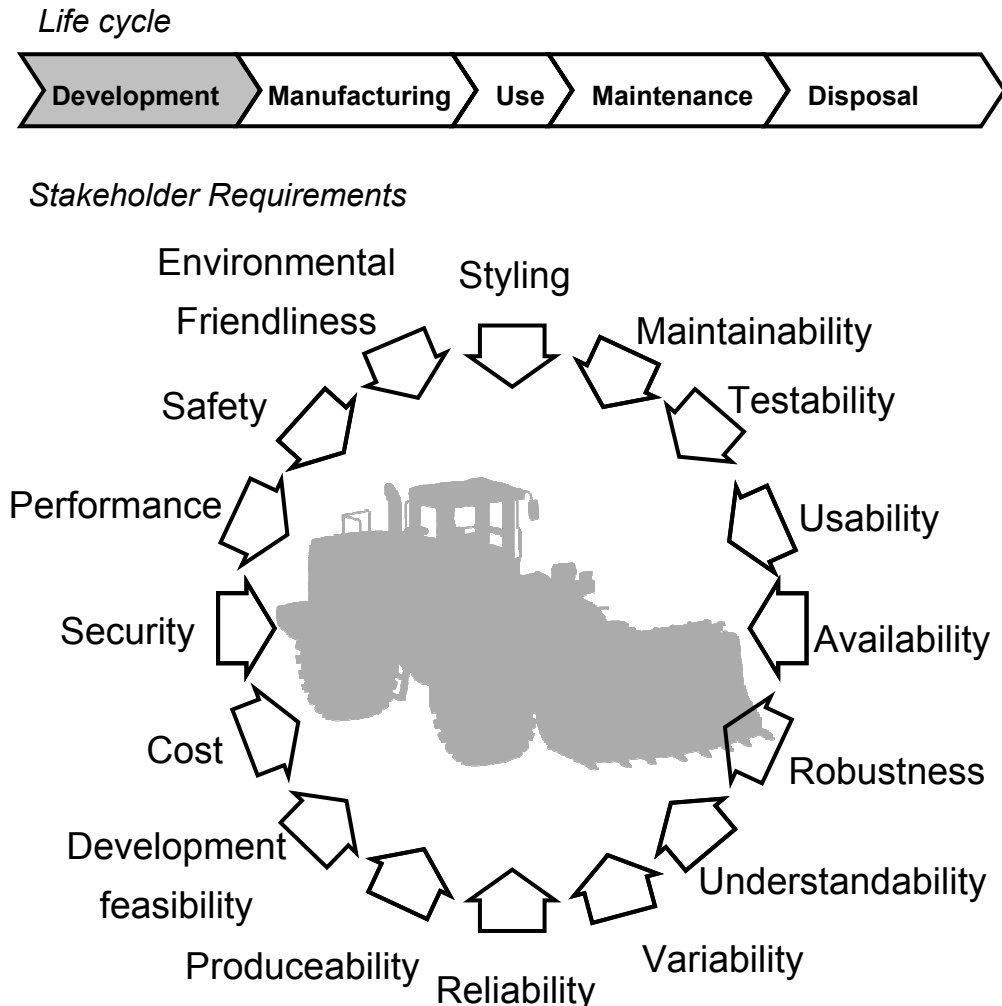 Life cycle
Development Manufacturing Use Maintenance Disposal
Stakeholder Requirements
Environmental
Friendliness
Styling
Maintainability
Safety
Testability
Performance
Usability
Security
Availability
Cost
Robustness
Development
feasibility
Understandability
Produceability
Variability
Reliability